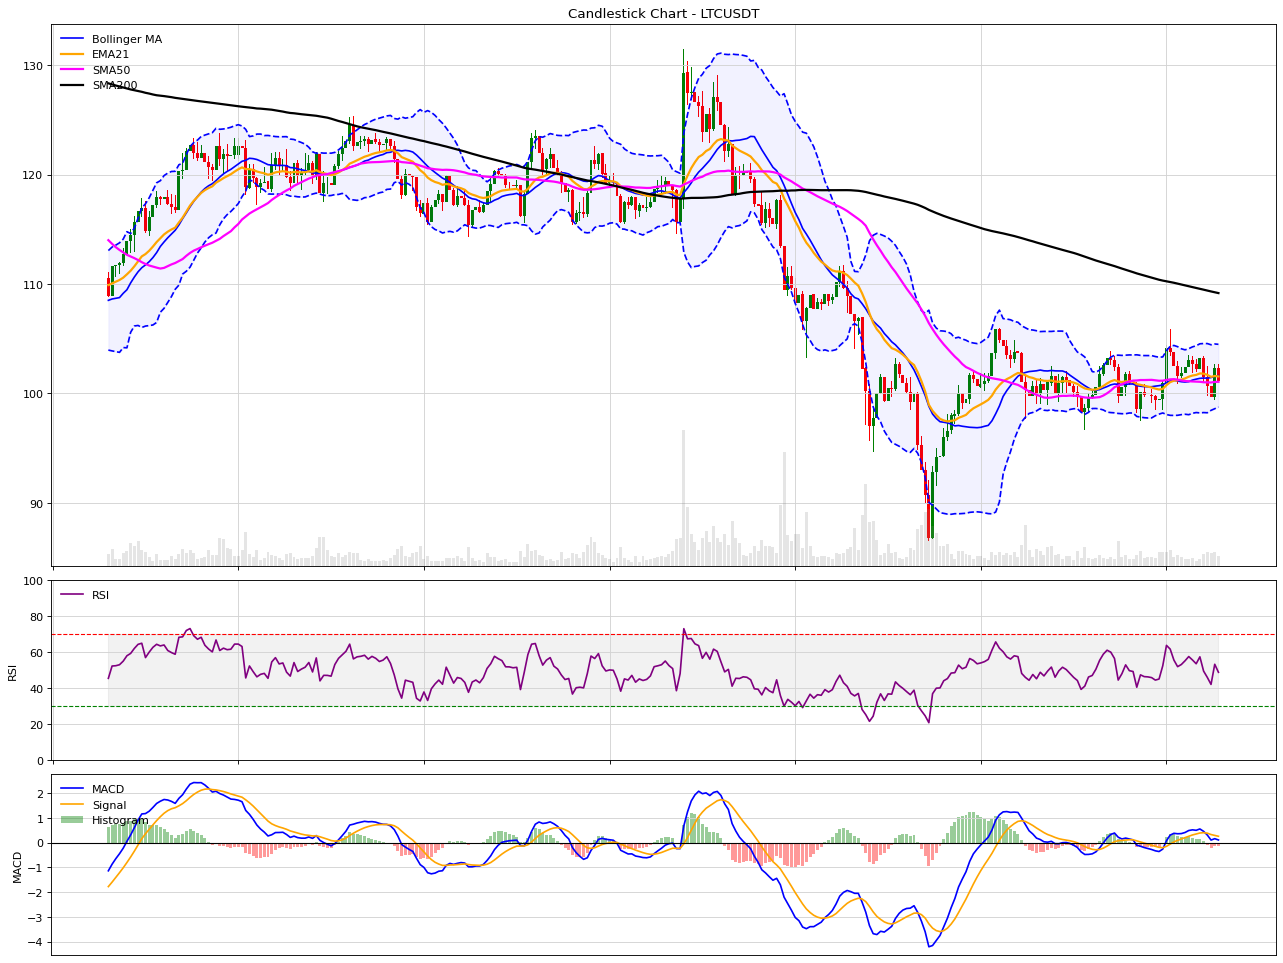 Candlestick Chart - LTCUSDT
Bollinger MA
EMA21
SMA50
SMA200
130
120
110
100
90
RSI
100
80
60
40
20
0
RSI
MACD
Signal
Histogram
2
1
0
−1
−2
−3
−4
MACD